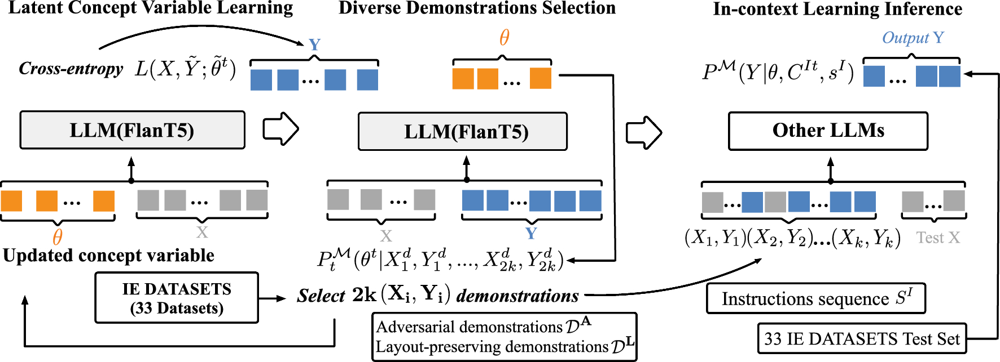 Latent Concept Variable Learning
Cross-entropy L(X, Ỹ; θ̃^t)
Y
...
LLM(FlanT5)
...
...
θ
X
Updated concept variable
IE DATASETS
(33 Datasets)
Diverse Demonstrations Selection
θ
...
LLM(FlanT5)
...
...
X
Y
P_t^ℳ(θ^t|X_1^d, Y_1^d, ..., X_{2k}^d, Y_{2k}^d)
Select 2k (X_i, Y_i) demonstrations
Adversarial demonstrations 𝒟^A
Layout-preserving demonstrations 𝒟^L
In-context Learning Inference
Output Y
P^ℳ(Y|θ, C^{It}, s^I)
...
Other LLMs
...
...
...
(X_1, Y_1)(X_2, Y_2)...(X_k, Y_k)
Test X
Instructions sequence S^I
33 IE DATASETS Test Set